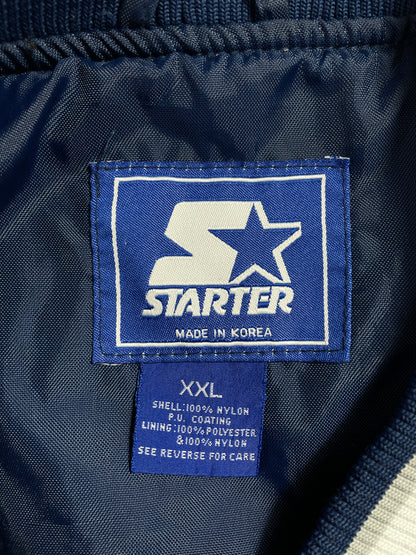 STARTER
MADE IN KOREA
XXL
SHELL:100% NYLON
P.U. COATING
LINING:100% POLYESTER
&100% NYLON
SEE REVERSE FOR CARE